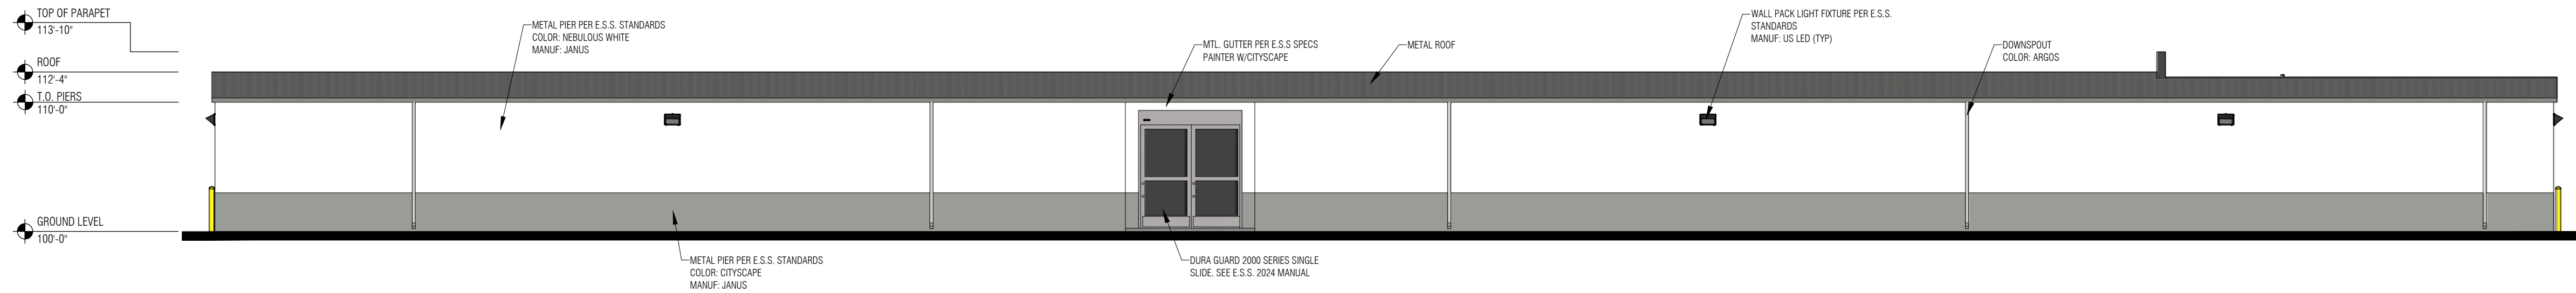 TOP OF PARAPET
113'-10"
ROOF
112'-4"
T.O. PIERS
110'-0"
GROUND LEVEL
100'-0"
METAL PIER PER E.S.S. STANDARDS
COLOR: NEBULOUS WHITE
MANUF: JANUS
MTL. GUTTER PER E.S.S SPECS
PAINTER W/CITYSCAPE
METAL ROOF
WALL PACK LIGHT FIXTURE PER E.S.S.
STANDARDS
MANUF: US LED (TYP)
DOWNSPOUT
COLOR: ARGOS
METAL PIER PER E.S.S. STANDARDS
COLOR: CITYSCAPE
MANUF: JANUS
DURA GUARD 2000 SERIES SINGLE
SLIDE. SEE E.S.S. 2024 MANUAL